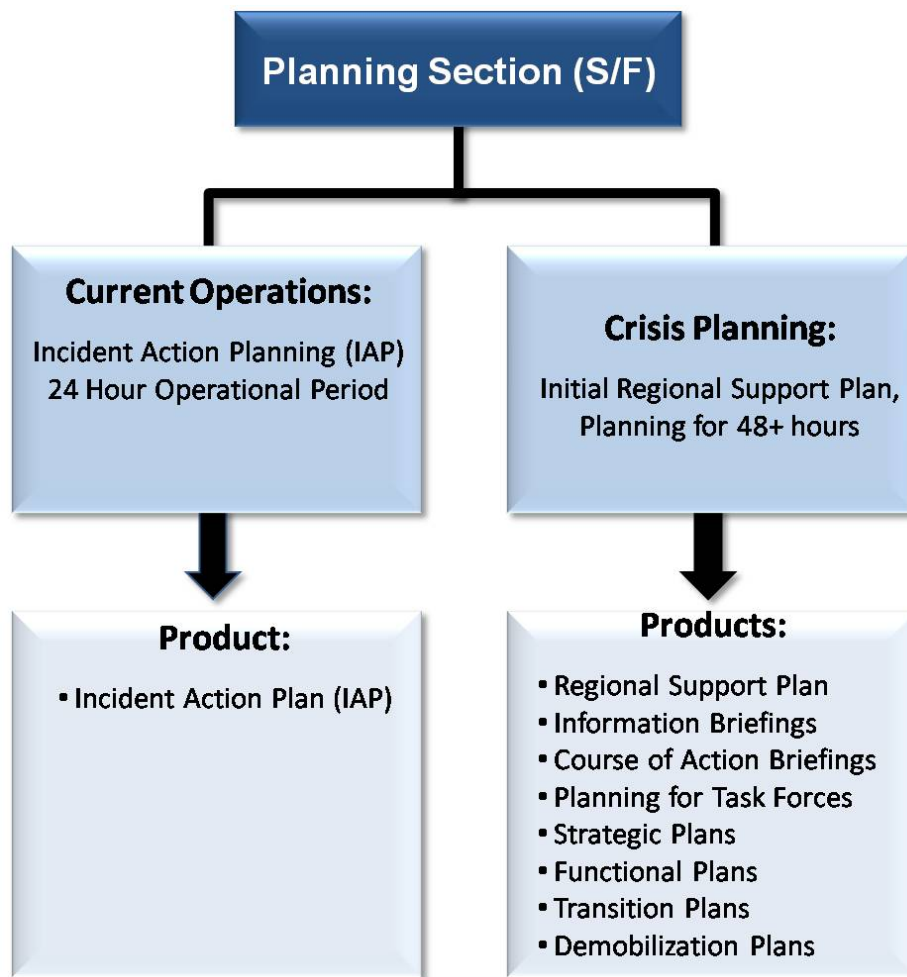 Planning Section (S/F)
Current Operations:
Incident Action Planning (IAP)
24 Hour Operational Period
Crisis Planning:
Initial Regional Support Plan,
Planning for 48+ hours
Product:
▪ Incident Action Plan (IAP)
Products:
▪ Regional Support Plan
▪ Information Briefings
▪ Course of Action Briefings
▪ Planning for Task Forces
▪ Strategic Plans
▪ Functional Plans
▪ Transition Plans
▪ Demobilization Plans